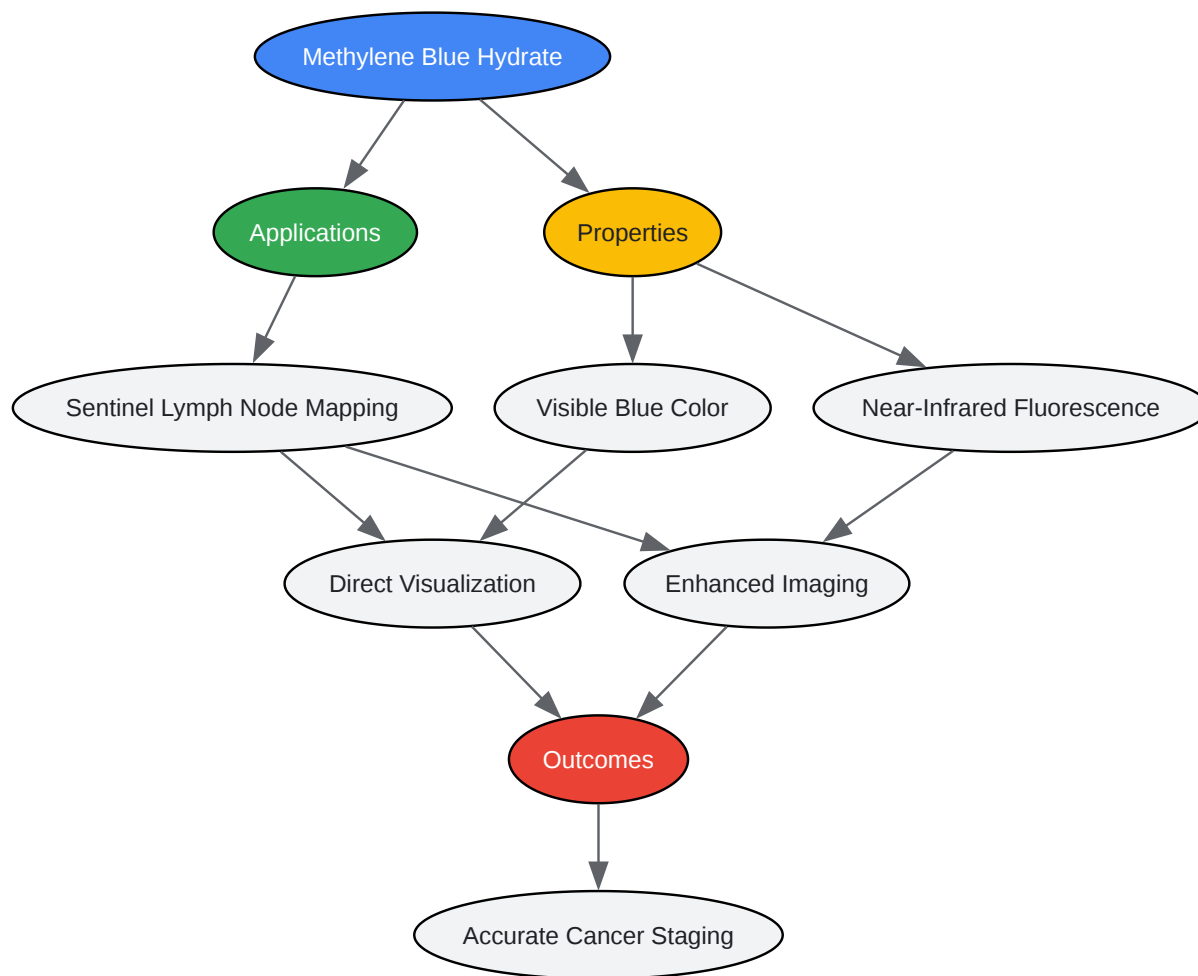 Methylene Blue Hydrate
Applications
Properties
Sentinel Lymph Node Mapping
Visible Blue Color
Near-Infrared Fluorescence
Direct Visualization
Enhanced Imaging
Outcomes
Accurate Cancer Staging